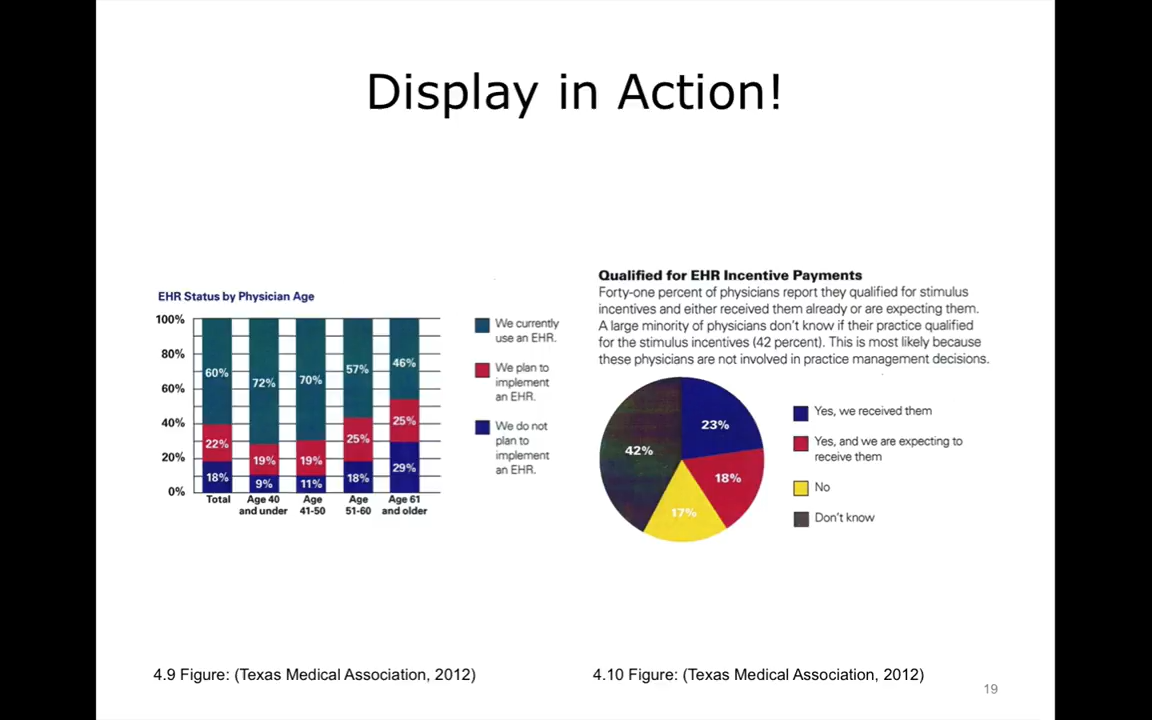 Display in Action!
EHR Status by Physician Age
100%
80%
60%
40%
20%
0%
60%
22%
18%
72%
19%
9%
70%
19%
11%
57%
25%
18%
46%
25%
29%
Total
Age 40
and under
Age
41-50
Age
51-60
Age 61
and older
We currently
use an EHR.
We plan to
implement
an EHR.
We do not
plan to
implement
an EHR.
Qualified for EHR Incentive Payments
Forty-one percent of physicians report they qualified for stimulus
incentives and either received them already or are expecting them.
A large minority of physicians don't know if their practice qualified
for the stimulus incentives (42 percent). This is most likely because
these physicians are not involved in practice management decisions.
23%
18%
17%
42%
Yes, we received them
Yes, and we are expecting to
receive them
No
Don't know
4.9 Figure: (Texas Medical Association, 2012)
4.10 Figure: (Texas Medical Association, 2012)
19